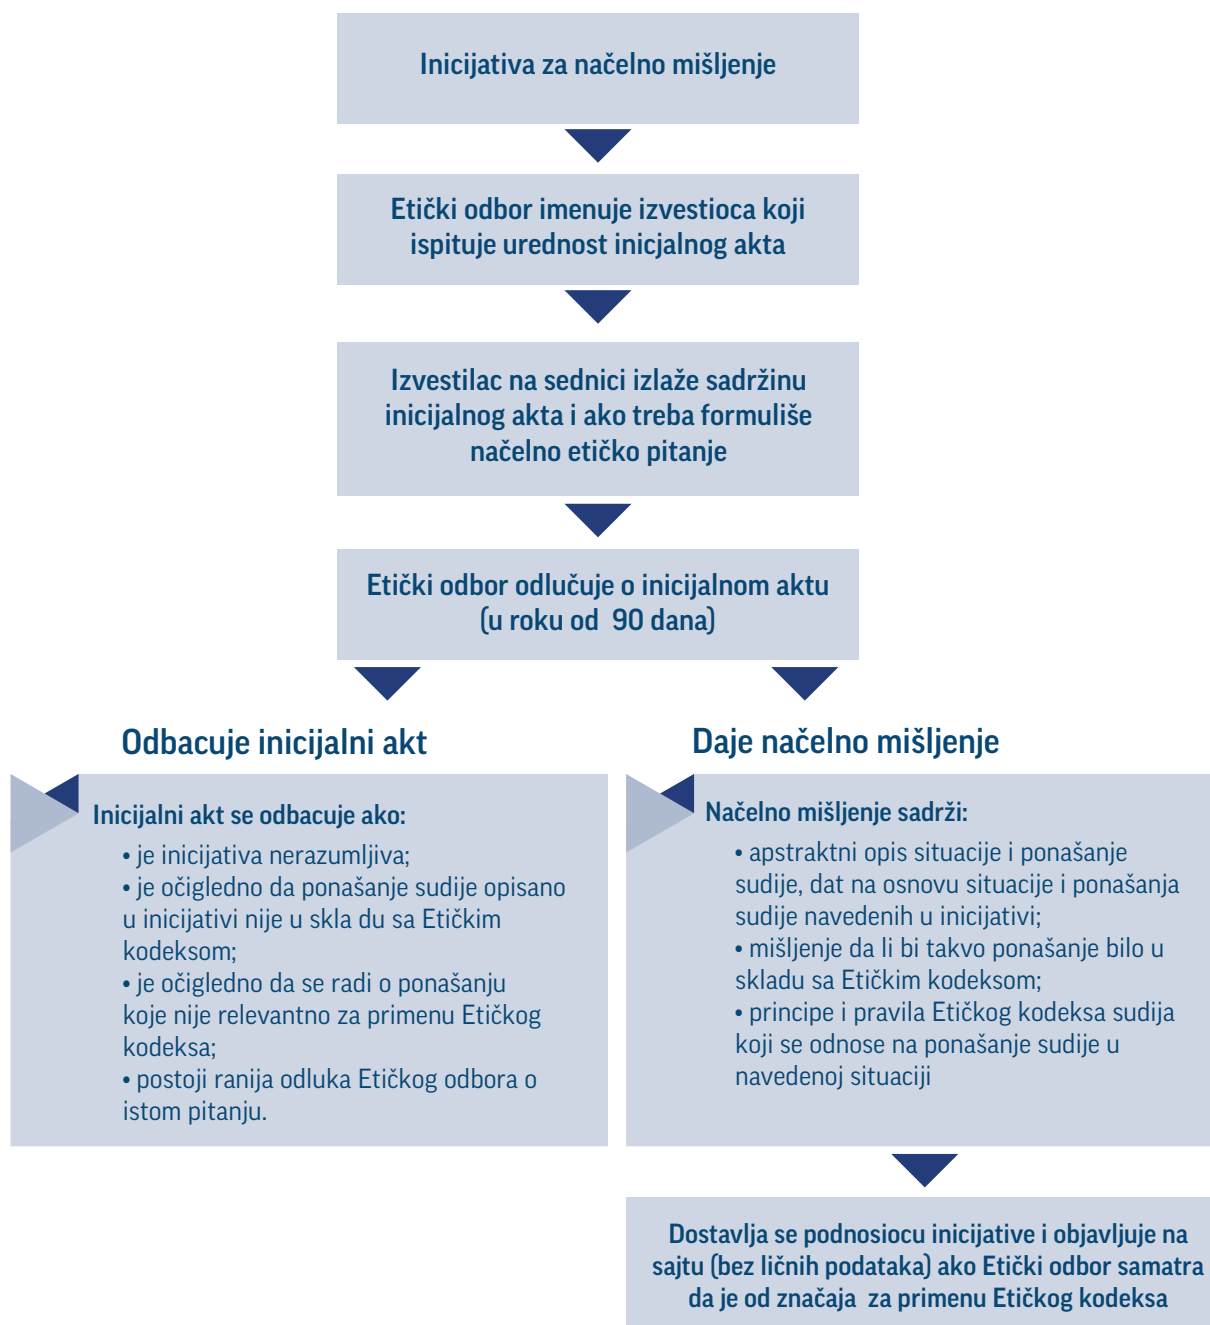 Inicijativa za načelno mišljenje
Etički odbor imenuje izvestioca koji
ispituje urednost inicjalnog akta
Izvestilac na sednici izlaže sadržinu
inicijalnog akta i ako treba formuliše
načelno etičko pitanje
Etički odbor odlučuje o inicijalnom aktu
(u roku od 90 dana)
Odbacuje inicijalni akt
Inicijalni akt se odbacuje ako:
• je inicijativa nerazumljiva;
• je očigledno da ponašanje sudije opisano
u inicijativi nije u skla du sa Etičkim
kodeksom;
• je očigledno da se radi o ponašanju
koje nije relevantno za primenu Etičkog
kodeksa;
• postoji ranija odluka Etičkog odbora o
istom pitanju.
Daje načelno mišljenje
Načelno mišljenje sadrži:
• apstraktni opis situacije i ponašanje
sudije, dat na osnovu situacije i ponašanja
sudije navedenih u inicijativi;
• mišljenje da li bi takvo ponašanje bilo u
skladu sa Etičkim kodeksom;
• principe i pravila Etičkog kodeksa sudija
koji se odnose na ponašanje sudije u
navedenoj situaciji
Dostavlja se podnosiocu inicijative i objavljuje na
sajtu (bez ličnih podataka) ako Etički odbor samatra
da je od značaja za primenu Etičkog kodeksa